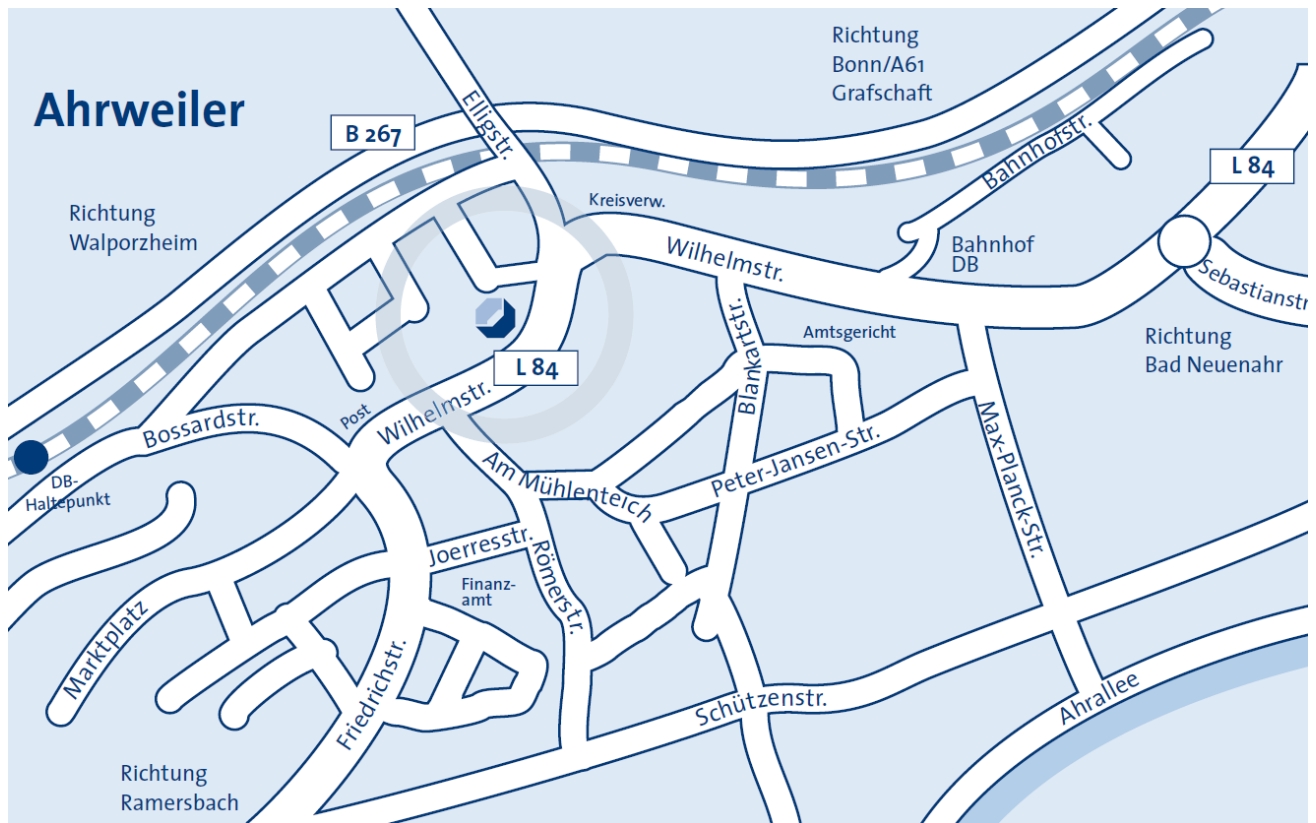 Richtung
Bonn/A61
Grafschaft
Ahrweiler
B 267
Elligstr.
Bahnhofstr.
L 84
Richtung
Walporzheim
Kreisverw.
Wilhelmstr.
Bahnhof
DB
Sebastianstr
Blankartstr.
Amtsgericht
Richtung
Bad Neuenahr
L 84
Post
Wilhelmstr.
Bossardstr.
DB-
Haltepunkt
Am Mühlenteich
Peter-Jansen-Str.
Max-Planck-Str.
Joerresstr.
Römerstr.
Finanz-
amt
Marktplatz
Friedrichstr.
Schützenstr.
Ahrallee
Richtung
Ramersbach